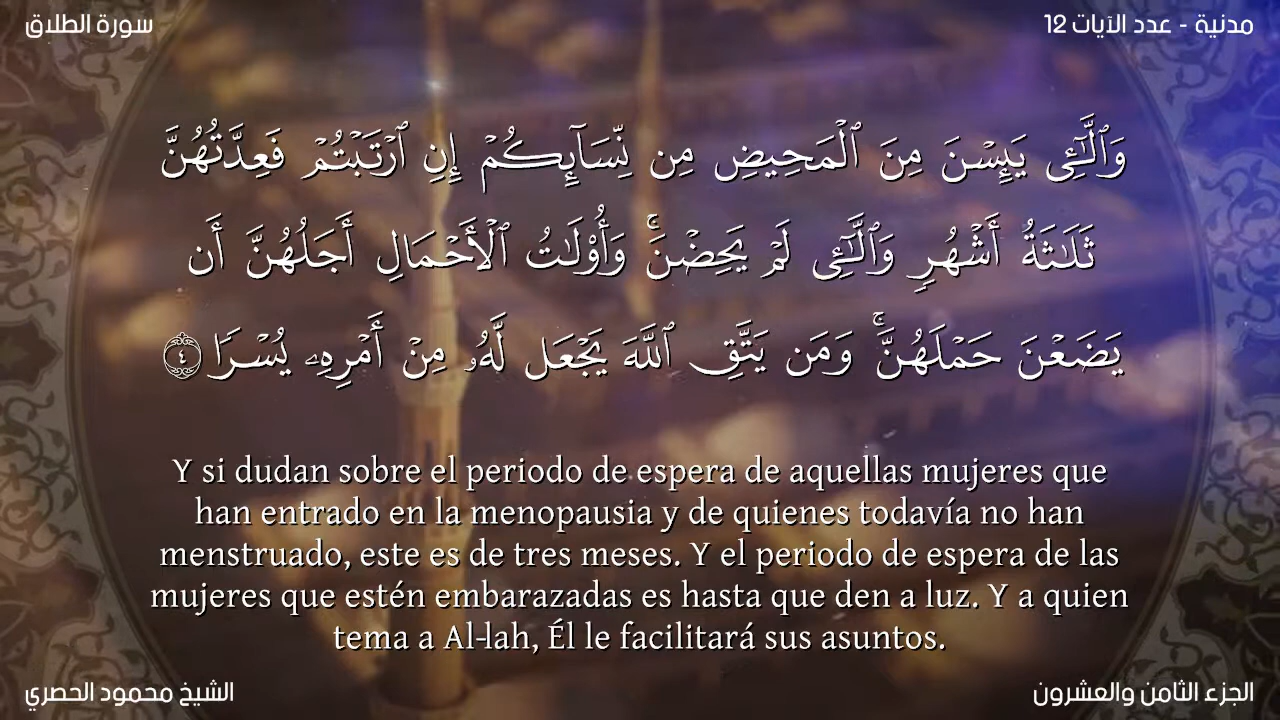 سورة الطلاق
مدنية - عدد الآيات 12
وَٱلَّـٰٓـِٔى يَئِسْنَ مِنَ ٱلْمَحِيضِ مِن نِّسَآئِكُمْ إِنِ ٱرْتَبْتُمْ فَعِدَّتُهُنَّ
ثَلَـٰثَةُ أَشْهُرٍ وَٱلَّـٰٓـِٔى لَمْ يَحِضْنَ ۚ وَأُو۟لَـٰتُ ٱلْأَحْمَالِ أَجَلُهُنَّ أَن
يَضَعْنَ حَمْلَهُنَّ ۚ وَمَن يَتَّقِ ٱللَّهَ يَجْعَل لَّهُۥ مِنْ أَمْرِهِۦ يُسْرًا ٤
Y si dudan sobre el periodo de espera de aquellas mujeres que
han entrado en la menopausia y de quienes todavía no han
menstruado, este es de tres meses. Y el periodo de espera de las
mujeres que estén embarazadas es hasta que den a luz. Y a quien
tema a Al-lah, Él le facilitará sus asuntos.
الشيخ محمود الحصري
الجزء الثامن والعشرون